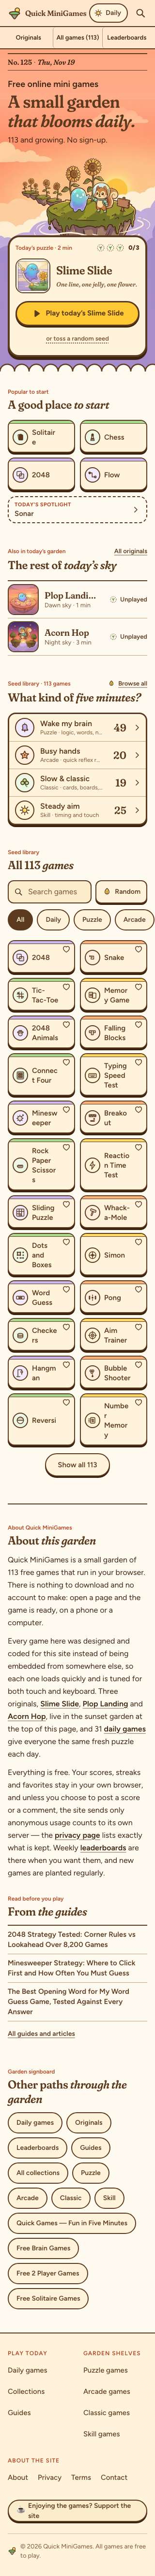 Quick MiniGames
Daily
Originals
All games (113)
Leaderboards
No. 125 · Thu, Nov 19
Free online mini games
A small garden
that blooms daily.
113 and growing. No sign-up.
Today's puzzle · 2 min
0/3
Slime Slide
One line, one jelly, one flower.
Play today's Slime Slide
or toss a random seed
Popular to start
A good place to start
Solitair
e
Chess
2048
Flow
TODAY'S SPOTLIGHT
Sonar
Also in today's garden
All originals
The rest of today's sky
Plop Landi...
Dawn sky · 1 min
Unplayed
Acorn Hop
Night sky · 3 min
Unplayed
Seed library · 113 games
Browse all
What kind of five minutes?
Wake my brain
Puzzle · logic, words, n...
49
Busy hands
Arcade · quick reflex r...
20
Slow & classic
Classic · cards, boards,...
19
Steady aim
Skill · timing and touch
25
Seed library
All 113 games
Search games
Random
All
Daily
Puzzle
Arcade
2048
Snake
Tic-
Tac-Toe
Memor
y Game
2048
Animals
Falling
Blocks
Connec
t Four
Typing
Speed
Test
Minesw
eeper
Breako
ut
Rock
Paper
Scissor
s
Reactio
n Time
Test
Sliding
Puzzle
Whack-
a-Mole
Dots
and
Boxes
Simon
Word
Guess
Pong
Checke
rs
Aim
Trainer
Hangm
an
Bubble
Shooter
Reversi
Numbe
r
Memor
y
Show all 113
About Quick MiniGames
About this garden
Quick MiniGames is a small garden of
113 free games that run in your browser.
There is nothing to download and no
account to make: open a page and the
game is ready, on a phone or a
computer.
Every game here was designed and
coded for this site instead of being
embedded from somewhere else, so
each one loads quickly and works for
both touch and keyboard. Three
originals, Slime Slide, Plop Landing and
Acorn Hop, live in the sunset garden at
the top of this page, and 31 daily games
give everyone the same fresh puzzle
each day.
Everything is free. Your scores, streaks
and favorites stay in your own browser,
and unless you choose to post a score
or a comment, the site sends only
anonymous usage counts to its own
server — the privacy page lists exactly
what is kept. Weekly leaderboards are
there when you want them, and new
games are planted regularly.
Read before you play
From the guides
2048 Strategy Tested: Corner Rules vs
Lookahead Over 8,200 Games
Minesweeper Strategy: Where to Click
First and How Often You Must Guess
The Best Opening Word for My Word
Guess Game, Tested Against Every
Answer
All guides and articles
Garden signboard
Other paths through the
garden
Daily games
Originals
Leaderboards
Guides
All collections
Puzzle
Arcade
Classic
Skill
Quick Games — Fun in Five Minutes
Free Brain Games
Free 2 Player Games
Free Solitaire Games
PLAY TODAY
GARDEN SHELVES
Daily games
Puzzle games
Collections
Arcade games
Guides
Classic games
Skill games
ABOUT THE SITE
About
Privacy
Terms
Contact
Enjoying the games? Support the
site
© 2026 Quick MiniGames. All games are free
to play.